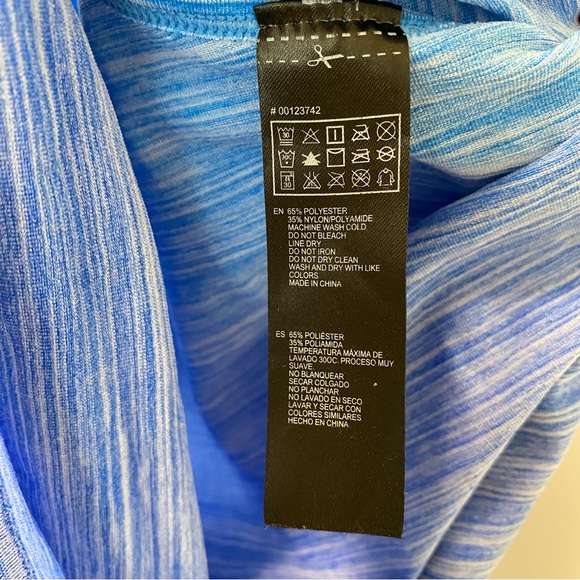 # 00123742
EN 65% POLYESTER
35% NYLON/POLYAMIDE
MACHINE WASH COLD
DO NOT BLEACH
LINE DRY
DO NOT IRON
DO NOT DRY CLEAN
WASH AND DRY WITH LIKE
COLORS
MADE IN CHINA
ES 65% POLIÉSTER
35% POLIAMIDA
TEMPERATURA MÁXIMA DE
LAVADO 30OC. PROCESO MUY
SUAVE.
NO BLANQUEAR
SECAR COLGADO
NO PLANCHAR
NO LAVADO EN SECO
LAVAR Y SECAR CON
COLORES SIMILARES
HECHO EN CHINA